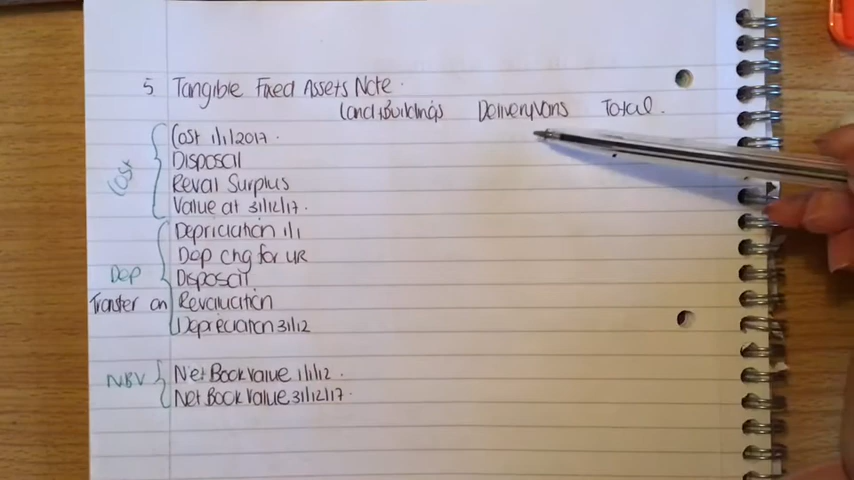 5 Tangible Fixed Assets Note.
Land+Buildings Delivery Vans Total.
Cost 1/1/2017.
Disposal
Reval Surplus
Value at 31/12/17.
Cost
Depriciation 1/1
Dep chg for UR
Disposal
Dep
Transfer on Revaluation
Depreciation 31/12
Net Book Value 1/1/12.
NBV
Net Book Value 31/12/17.